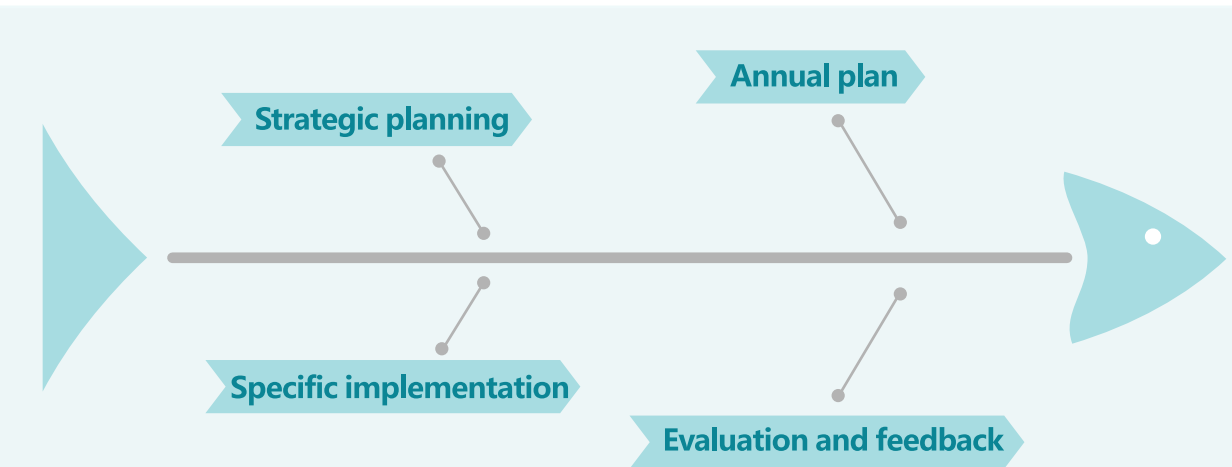 Annual plan
Strategic planning
Specific implementation
Evaluation and feedback